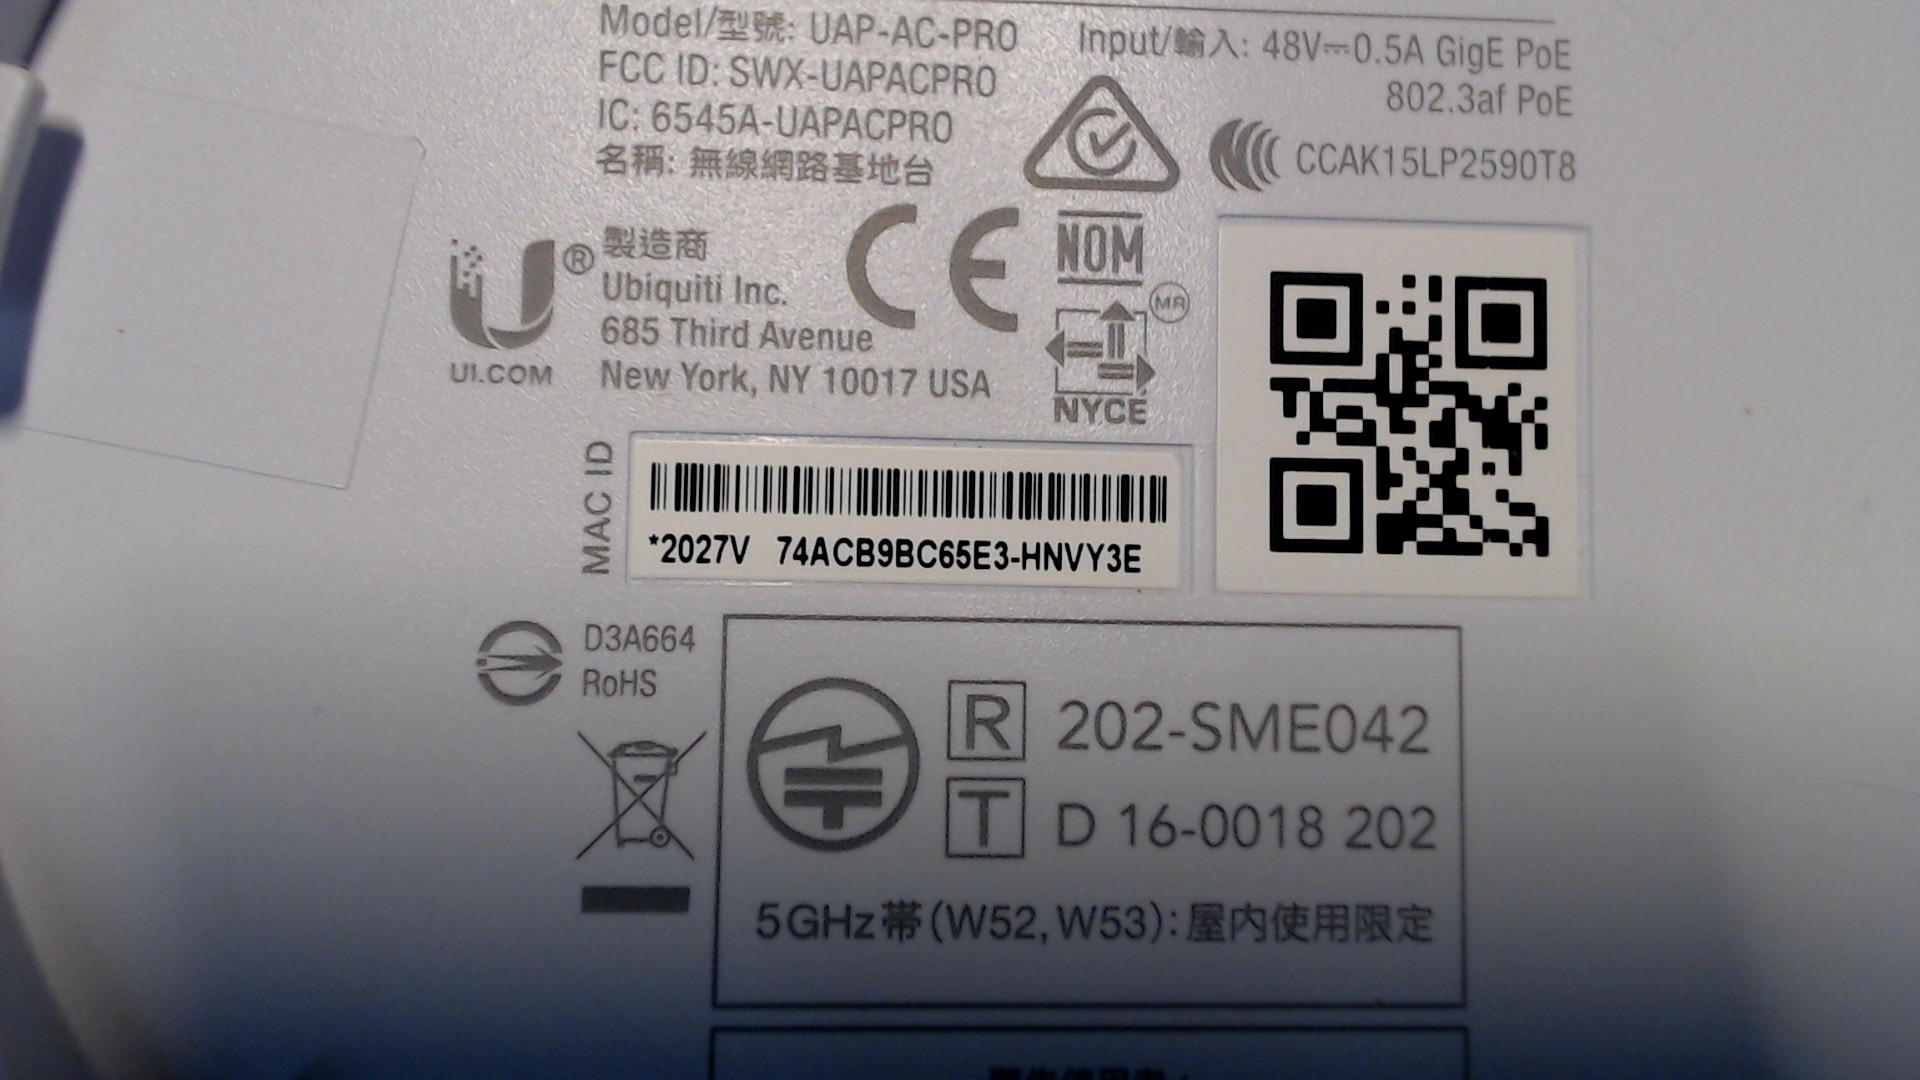 Model/型號: UAP-AC-PRO
FCC ID: SWX-UAPACPRO
IC: 6545A-UAPACPRO
名稱: 無線網路基地台
Input/輸入: 48V⎓0.5A GigE PoE
802.3af PoE
CCAK15LP2590T8
UI.COM
®
製造商
Ubiquiti Inc.
685 Third Avenue
New York, NY 10017 USA
CE
NOM
MR
NYCE
MAC ID
*2027V 74ACB9BC65E3-HNVY3E
D3A664
RoHS
R 202-SME042
T D 16-0018 202
5GHz帯(W52, W53): 屋内使用限定